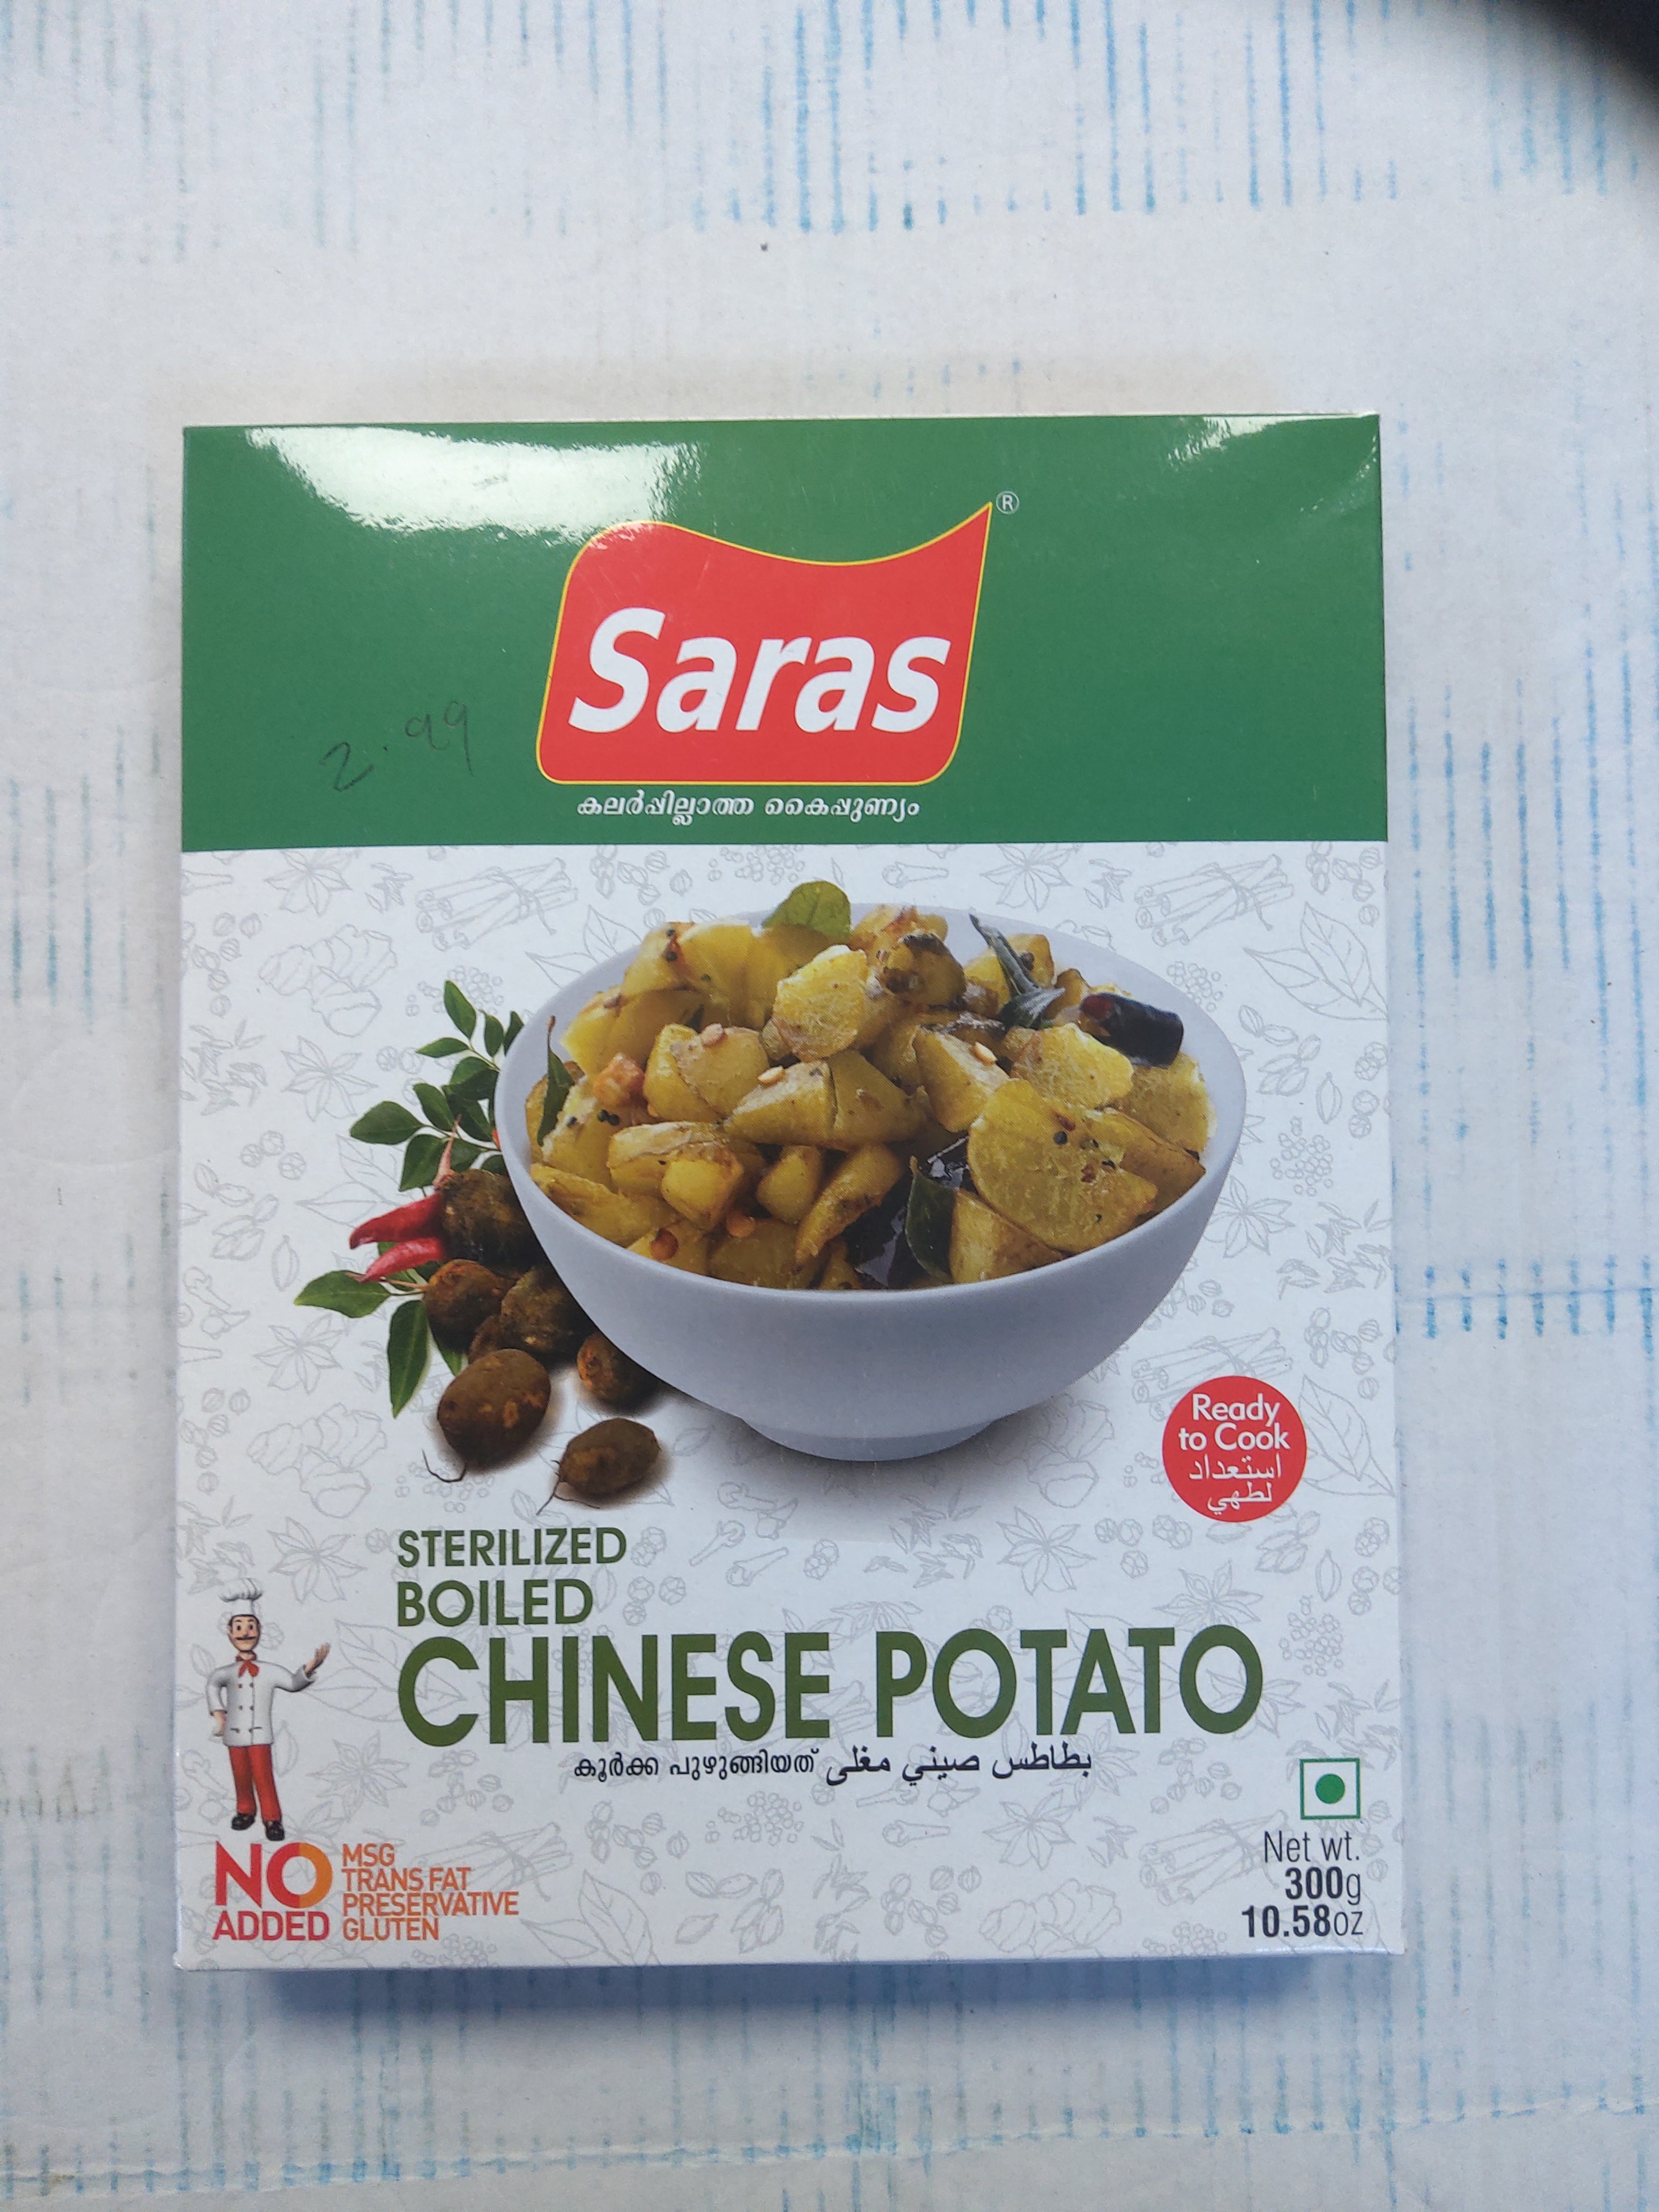 Saras®
2.99
കലർപ്പില്ലാത്ത കൈപ്പുണ്യം
Ready
to Cook
استعداد
لطهي
STERILIZED
BOILED
CHINESE POTATO
കൂർക്ക പുഴുങ്ങിയത് بطاطس صيني مغلى
NO
ADDED
MSG
TRANS FAT
PRESERVATIVE
GLUTEN
Net wt.
300g
10.58oz